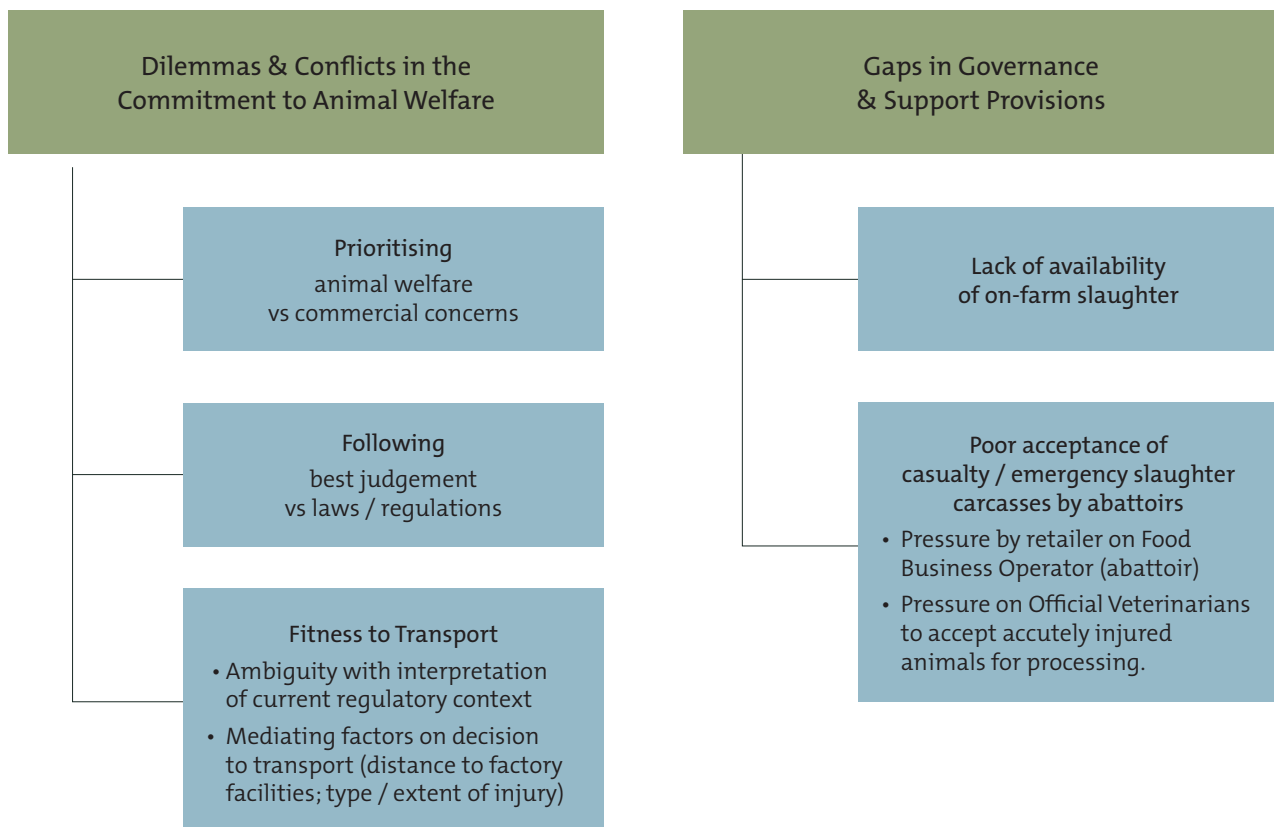 Dilemmas & Conflicts in the
Commitment to Animal Welfare
Prioritising
animal welfare
vs commercial concerns
Following
best judgement
vs laws / regulations
Fitness to Transport
• Ambiguity with interpretation
of current regulatory context
• Mediating factors on decision
to transport (distance to factory
facilities; type / extent of injury)
Gaps in Governance
& Support Provisions
Lack of availability
of on-farm slaughter
Poor acceptance of
casualty / emergency slaughter
carcasses by abattoirs
• Pressure by retailer on Food
Business Operator (abattoir)
• Pressure on Official Veterinarians
to accept accutely injured
animals for processing.